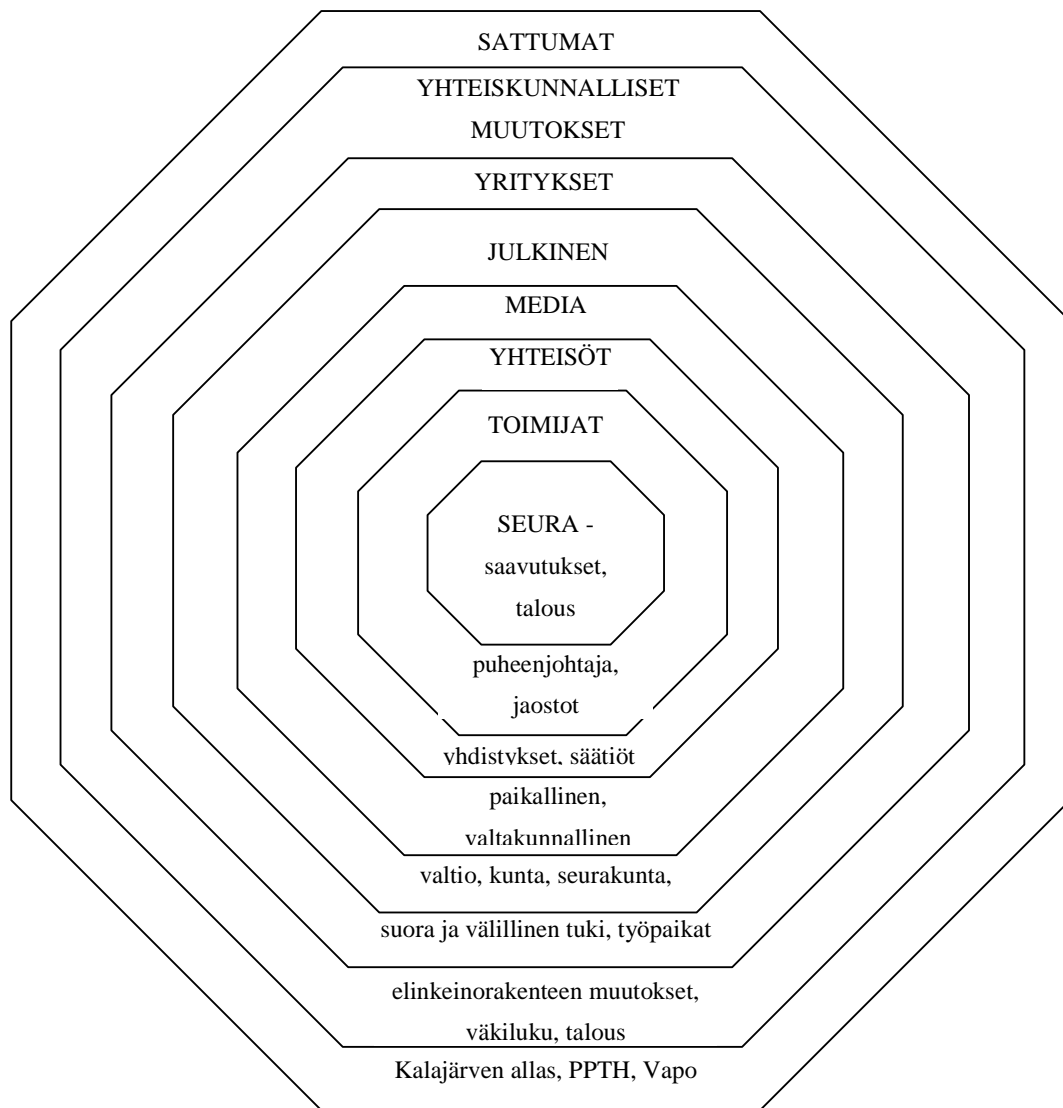 SATTUMAT
YHTEISKUNNALLISET
MUUTOKSET
YRITYKSET
JULKINEN
MEDIA
YHTEISÖT
TOIMIJAT
SEURA -
saavutukset,
talous
puheenjohtaja,
jaostot
yhdistykset, säätiöt
paikallinen,
valtakunnallinen
valtio, kunta, seurakunta,
suora ja välillinen tuki, työpaikat
elinkeinorakenteen muutokset,
väkiluku, talous
Kalajärven allas, PPTH, Vapo